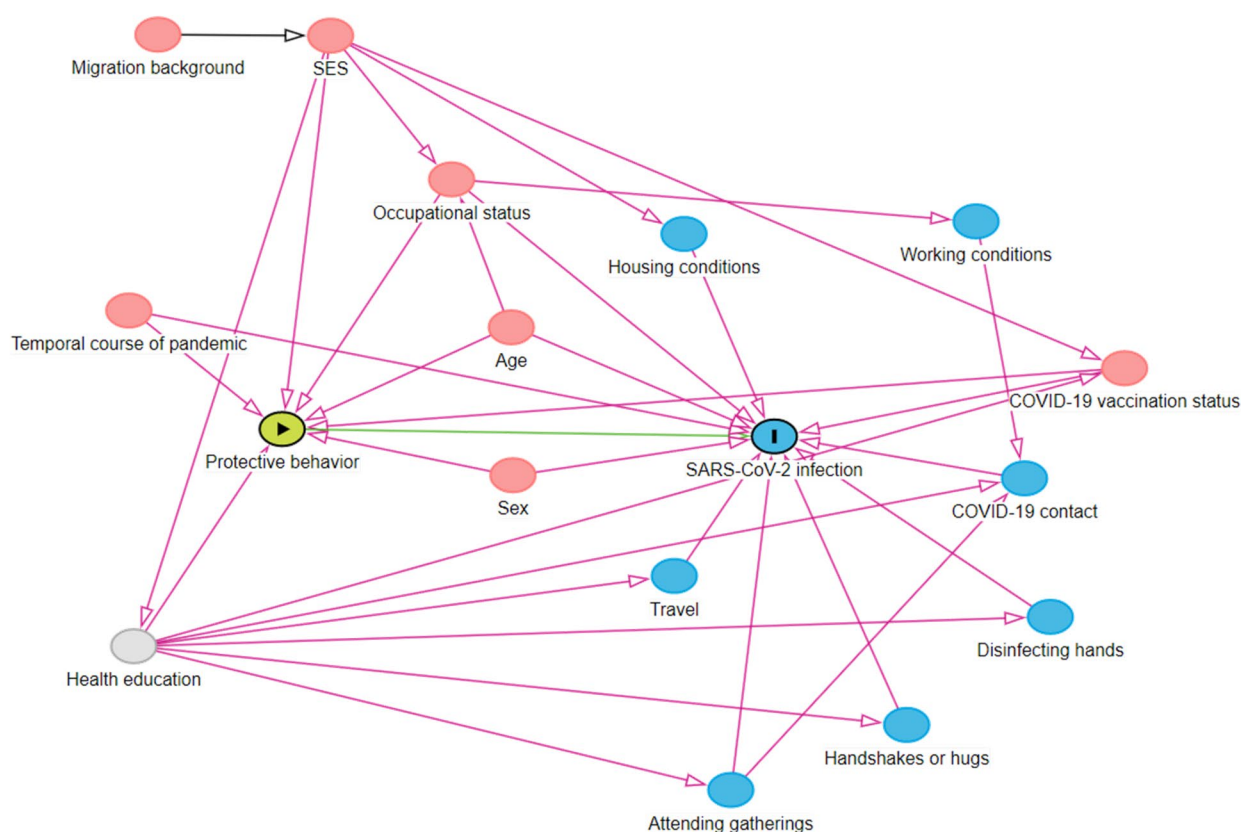 Migration background
SES
Occupational status
Housing conditions
Working conditions
Temporal course of pandemic
Age
COVID-19 vaccination status
Protective behavior
SARS-CoV-2 infection
Sex
COVID-19 contact
Travel
Disinfecting hands
Health education
Handshakes or hugs
Attending gatherings